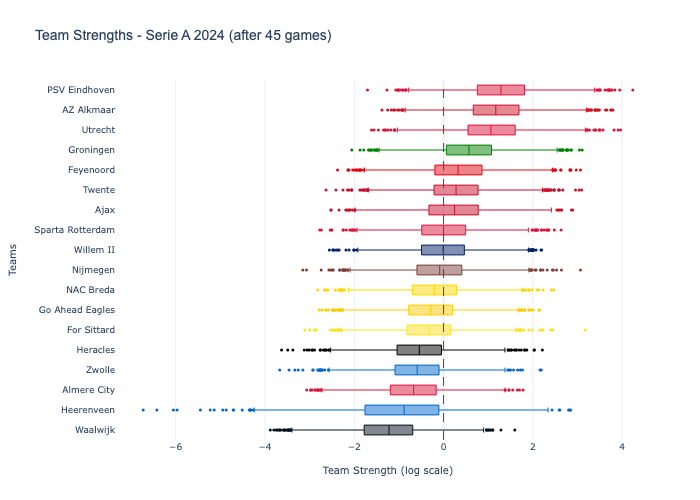 Team Strengths - Serie A 2024 (after 45 games)
PSV Eindhoven
AZ Alkmaar
Utrecht
Groningen
Feyenoord
Twente
Ajax
Sparta Rotterdam
Willem II
Nijmegen
NAC Breda
Go Ahead Eagles
For Sittard
Heracles
Zwolle
Almere City
Heerenveen
Waalwijk
Teams
−6 −4 −2 0 2 4
Team Strength (log scale)